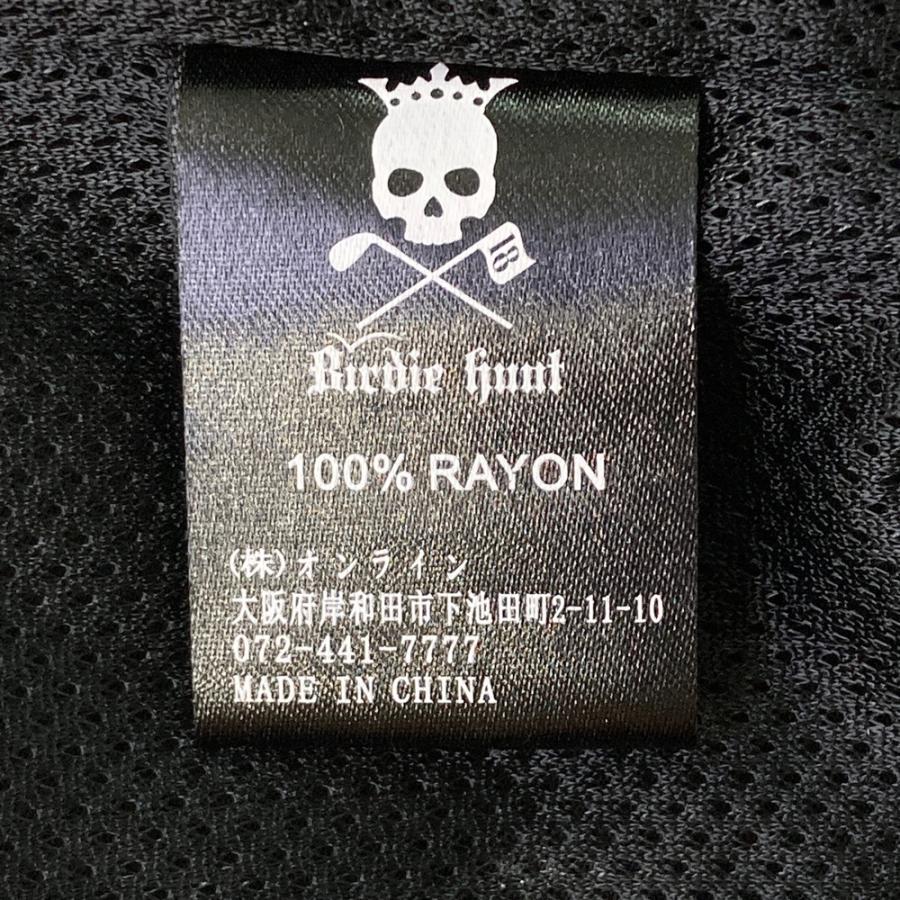 18
Birdie hunt
100% RAYON
(株)オンライン
大阪府岸和田市下池田町2-11-10
072-441-7777
MADE IN CHINA